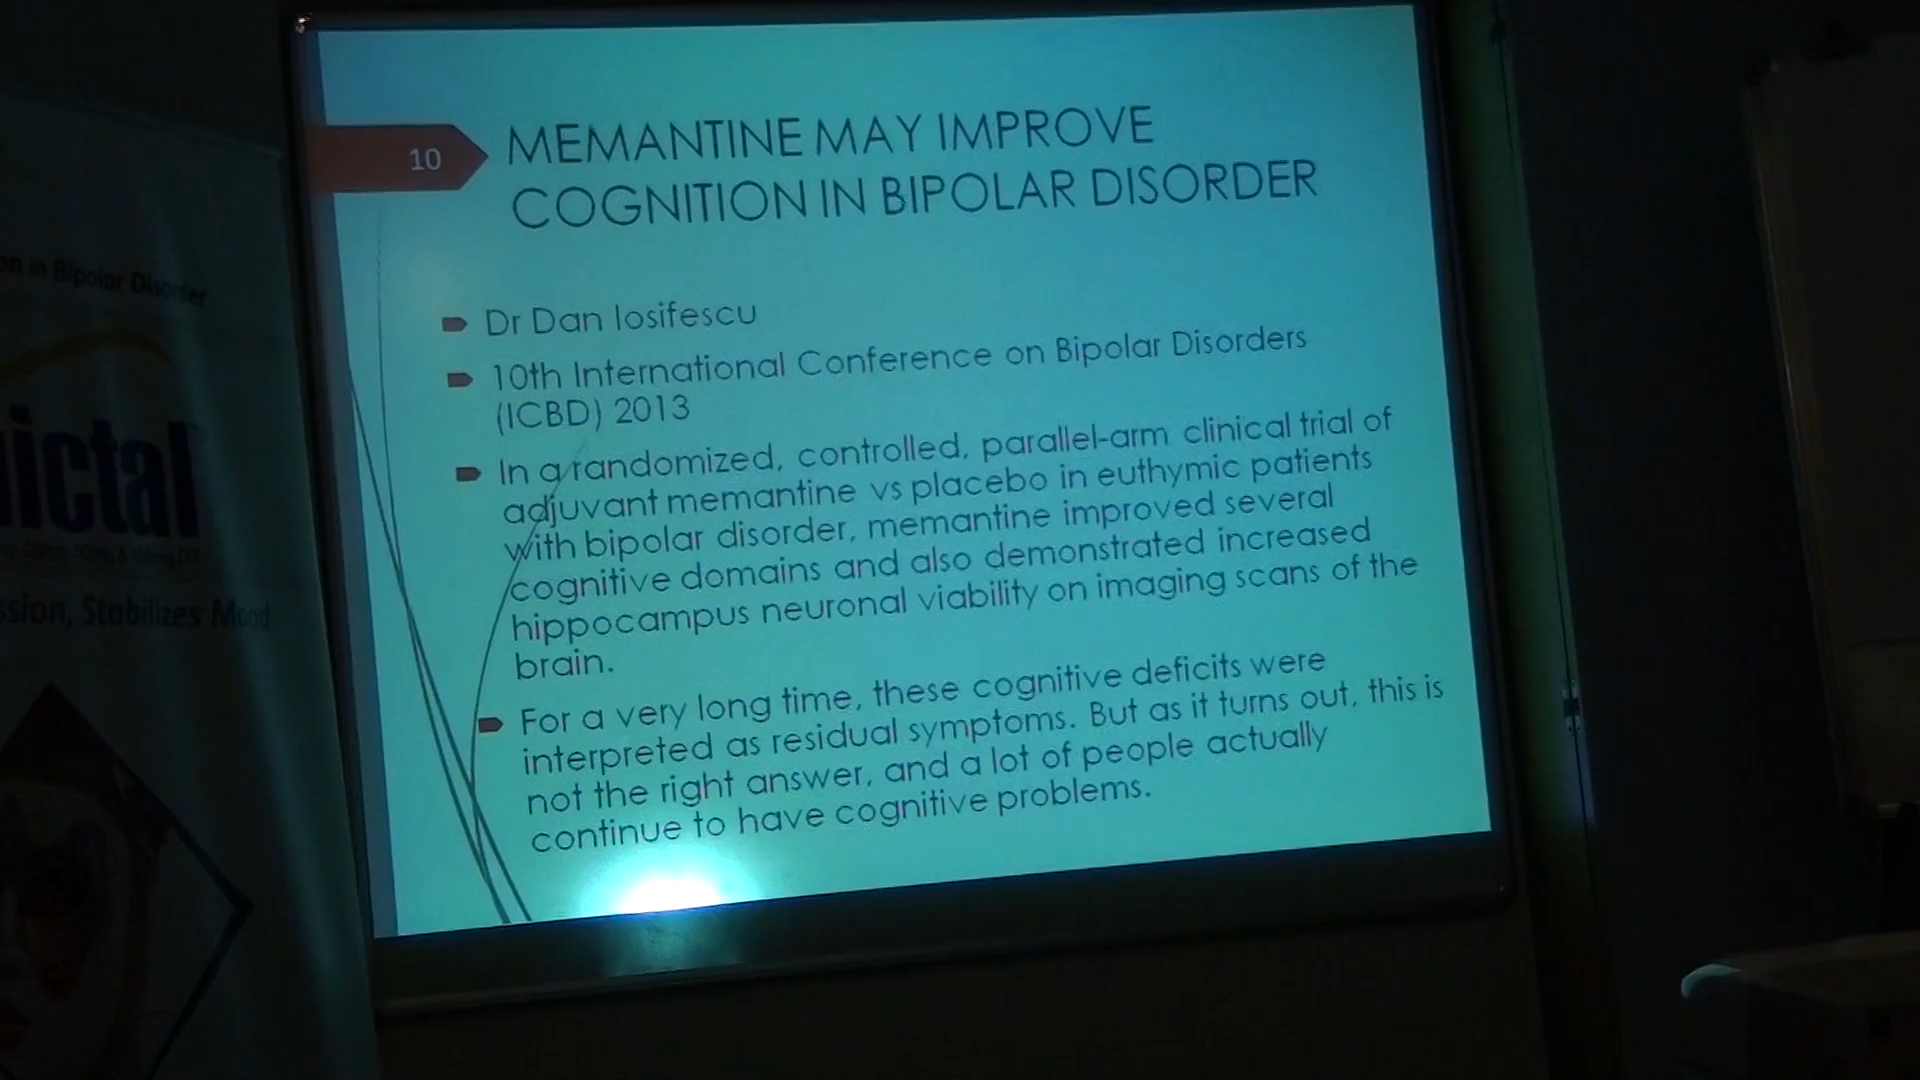 10
MEMANTINE MAY IMPROVE
COGNITION IN BIPOLAR DISORDER
Dr Dan Iosifescu
10th International Conference on Bipolar Disorders
(ICBD) 2013
In a randomized, controlled, parallel-arm clinical trial of
adjuvant memantine vs placebo in euthymic patients
with bipolar disorder, memantine improved several
cognitive domains and also demonstrated increased
hippocampus neuronal viability on imaging scans of the
brain.
For a very long time, these cognitive deficits were
interpreted as residual symptoms. But as it turns out, this is
not the right answer, and a lot of people actually
continue to have cognitive problems.
in Bipolar Disorder
ictal
Stabilizes Mood